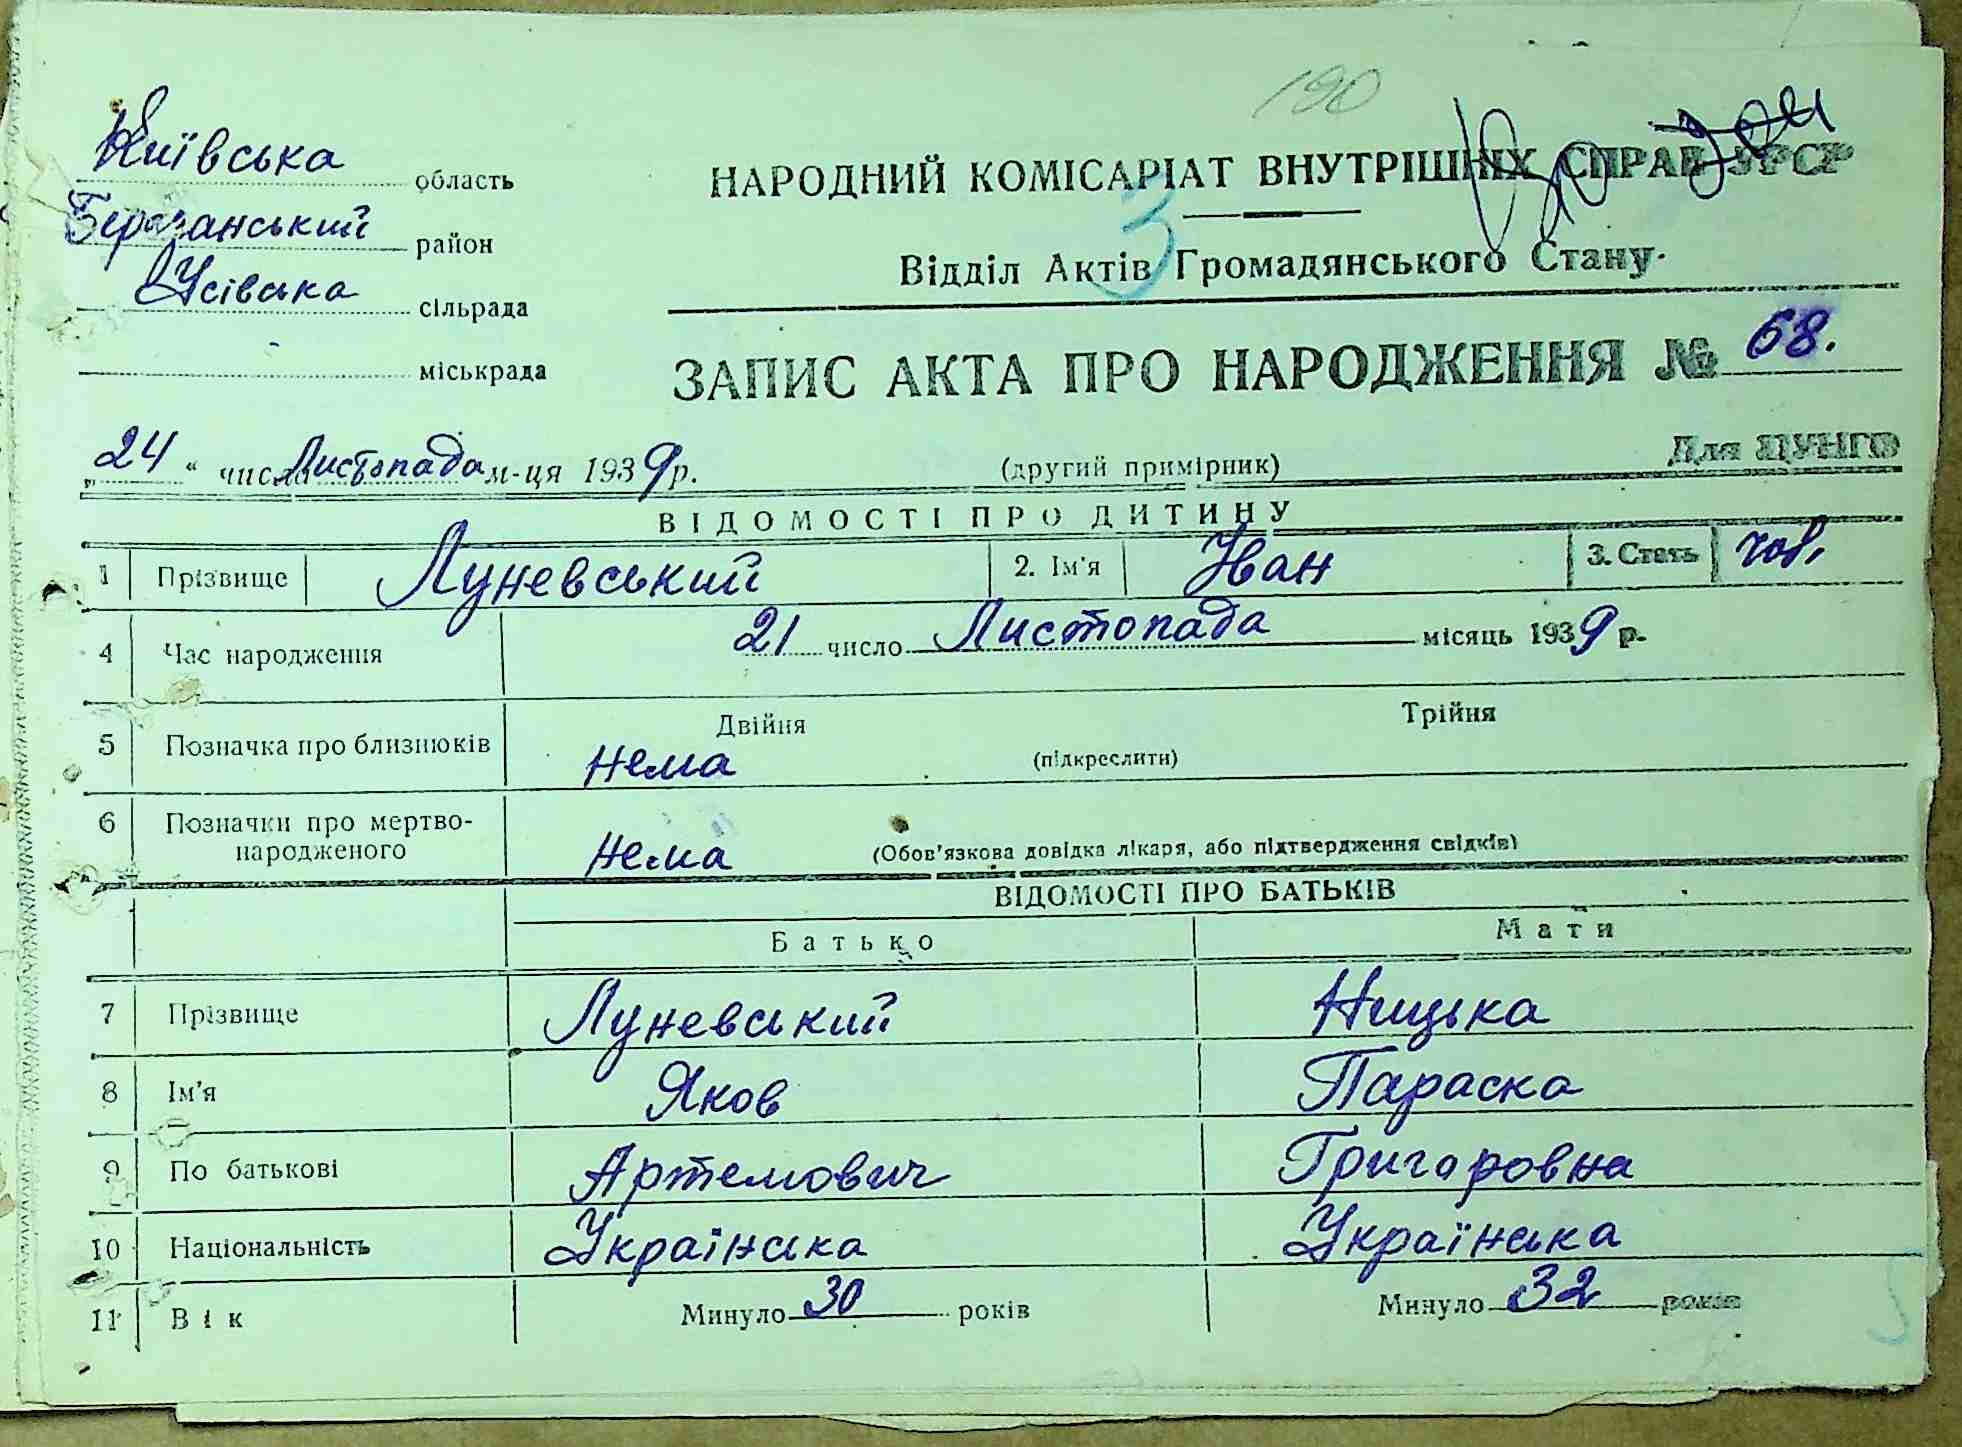 190
Київська область
Березанський район
Усівська сільрада
міськрада
НАРОДНИЙ КОМІСАРІАТ ВНУТРІШНІХ СПРАВ УРСР
3
Відділ Актів Громадянського Стану
ЗАПИС АКТА ПРО НАРОДЖЕННЯ № 68.
„24“ числа Листопада м-ця 1939 р.
(другий примірник)
Для ЦУНГО
ВІДОМОСТІ ПРО ДИТИНУ
1 Прізвище Луневський 2. Ім'я Іван 3. Стать чол.
4 Час народження 21 число Листопада місяць 1939 р.
5 Позначка про близнюків Двійня Трійня
нема (підкреслити)
6 Позначки про мертво-
народженого нема (Обов'язкова довідка лікаря, або підтвердження свідків)
ВІДОМОСТІ ПРО БАТЬКІВ
Батько Мати
7 Прізвище Луневський Ницька
8 Ім'я Яков Параска
9 По батькові Артемович Григоровна
10 Національність Українська Українська
11 Вік Минуло 30 років Минуло 32 років